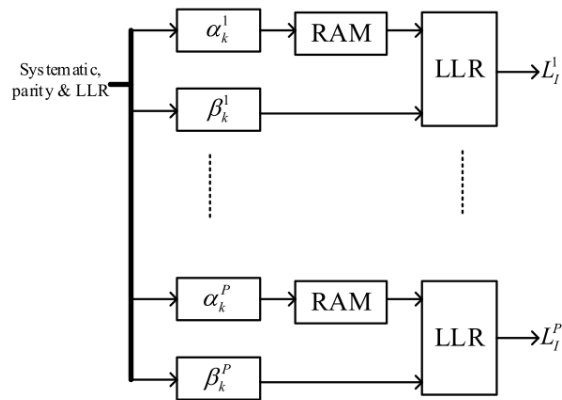 α_k^1
RAM
LLR
L_I^1
Systematic,
parity & LLR
β_k^1
α_k^P
RAM
LLR
L_I^P
β_k^P